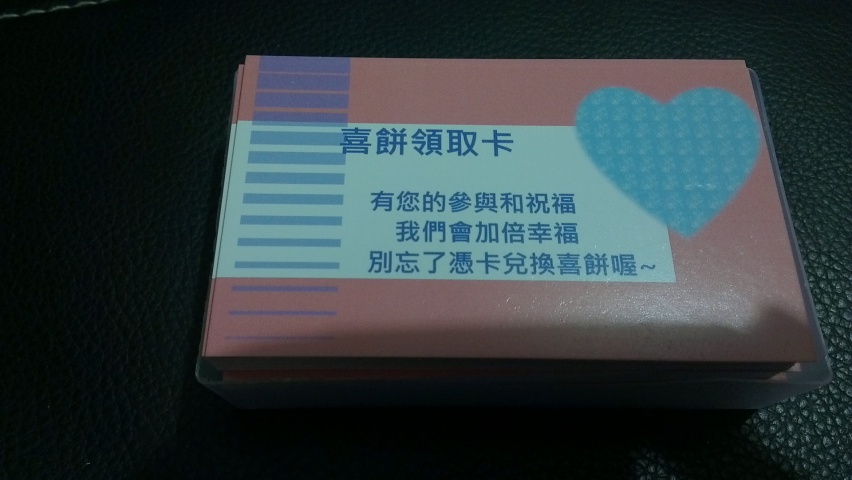 喜餅領取卡
有您的參與和祝福
我們會加倍幸福
別忘了憑卡兌換喜餅喔~